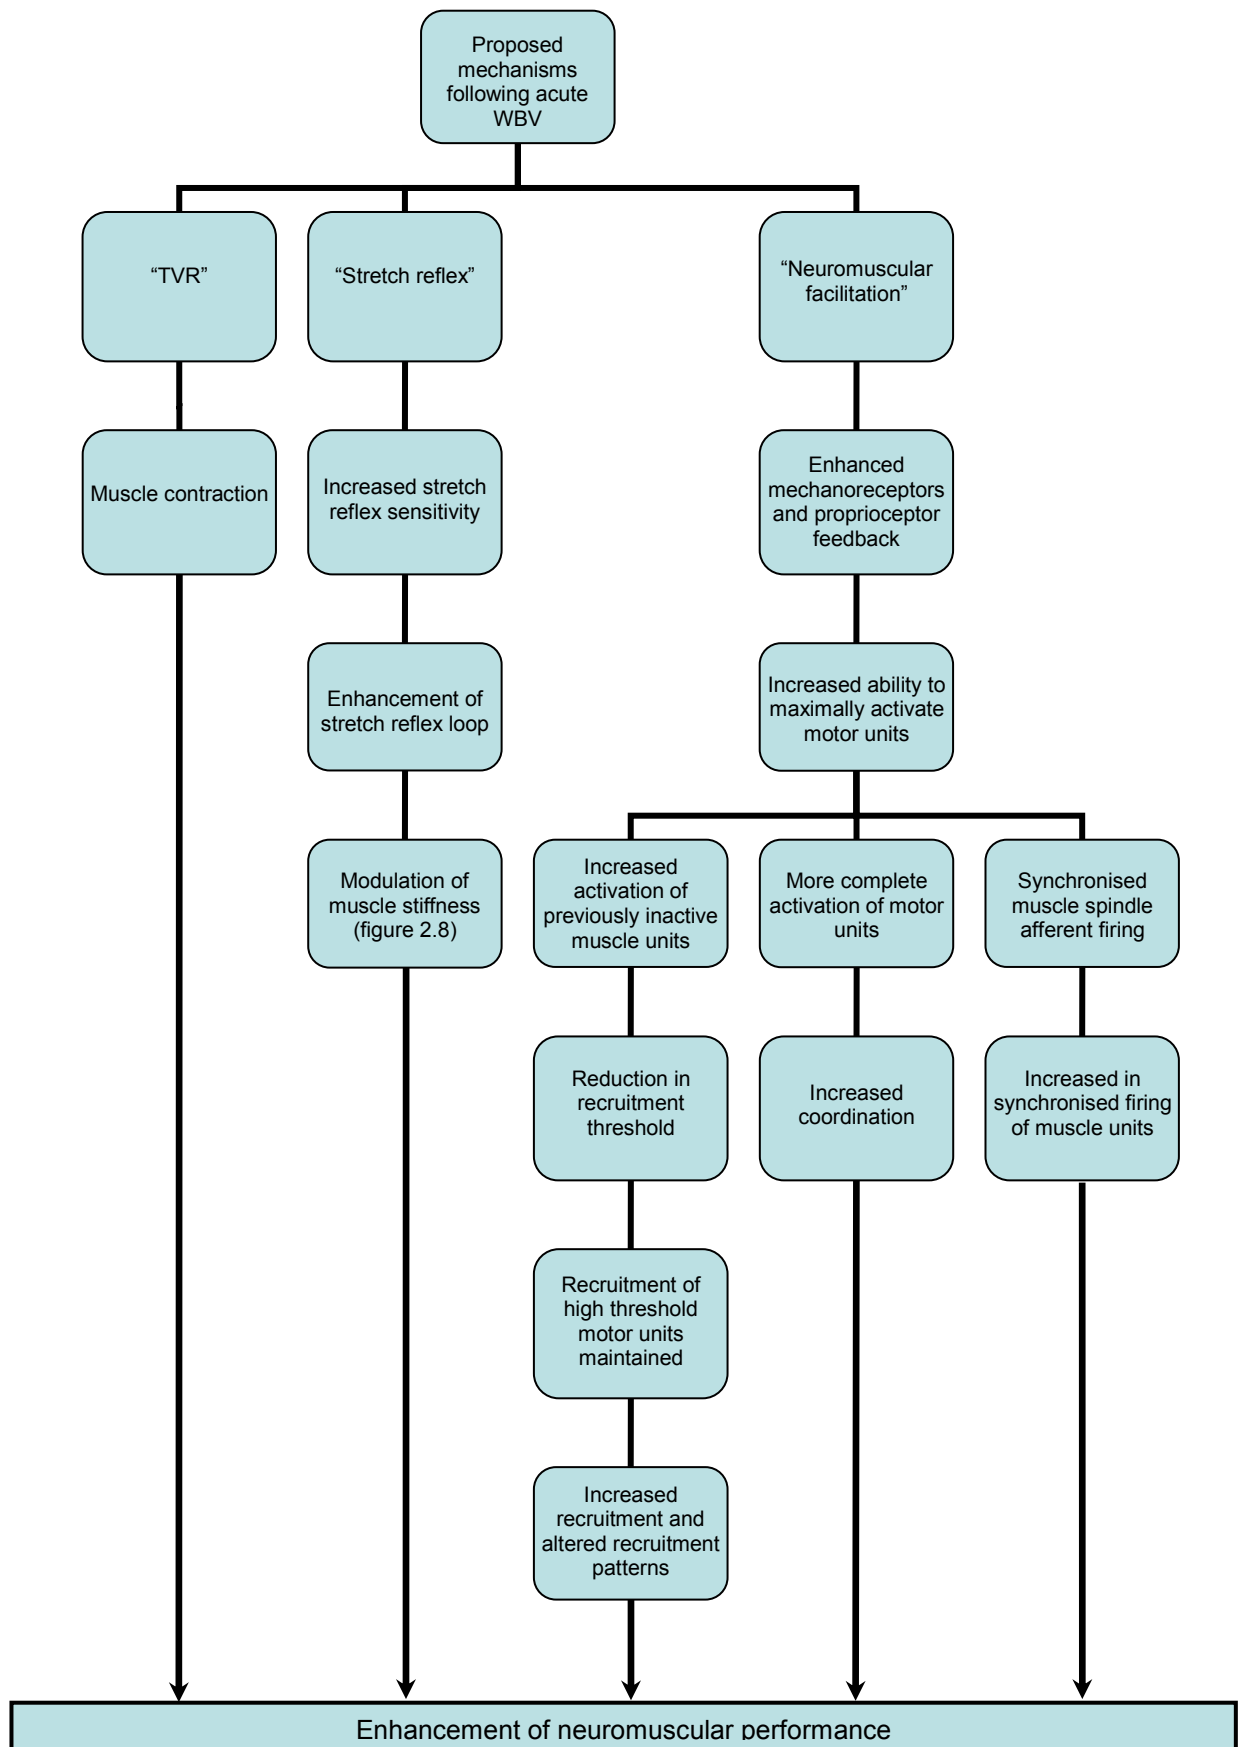 Proposed
mechanisms
following acute
WBV
“TVR”
“Stretch reflex”
“Neuromuscular
facilitation”
Muscle contraction
Increased stretch
reflex sensitivity
Enhanced
mechanoreceptors
and proprioceptor
feedback
Enhancement of
stretch reflex loop
Increased ability to
maximally activate
motor units
Modulation of
muscle stiffness
(figure 2.8)
Increased
activation of
previously inactive
muscle units
More complete
activation of motor
units
Synchronised
muscle spindle
afferent firing
Reduction in
recruitment
threshold
Increased
coordination
Increased in
synchronised firing
of muscle units
Recruitment of
high threshold
motor units
maintained
Increased
recruitment and
altered recruitment
patterns
Enhancement of neuromuscular performance